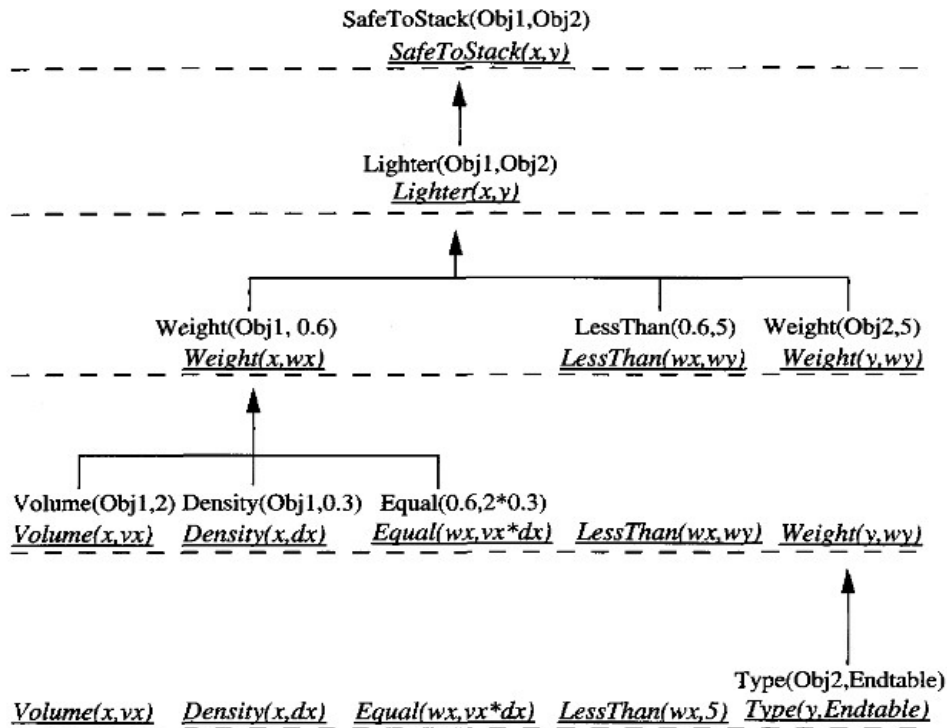 SafeToStack(Obj1,Obj2)
SafeToStack(x,y)
Lighter(Obj1,Obj2)
Lighter(x,y)
Weight(Obj1, 0.6) LessThan(0.6,5) Weight(Obj2,5)
Weight(x,wx) LessThan(wx,wy) Weight(y,wy)
Volume(Obj1,2) Density(Obj1,0.3) Equal(0.6,2*0.3)
Volume(x,vx) Density(x,dx) Equal(wx,vx*dx) LessThan(wx,wy) Weight(y,wy)
Type(Obj2,Endtable)
Volume(x,vx) Density(x,dx) Equal(wx,vx*dx) LessThan(wx,5) Type(y,Endtable)